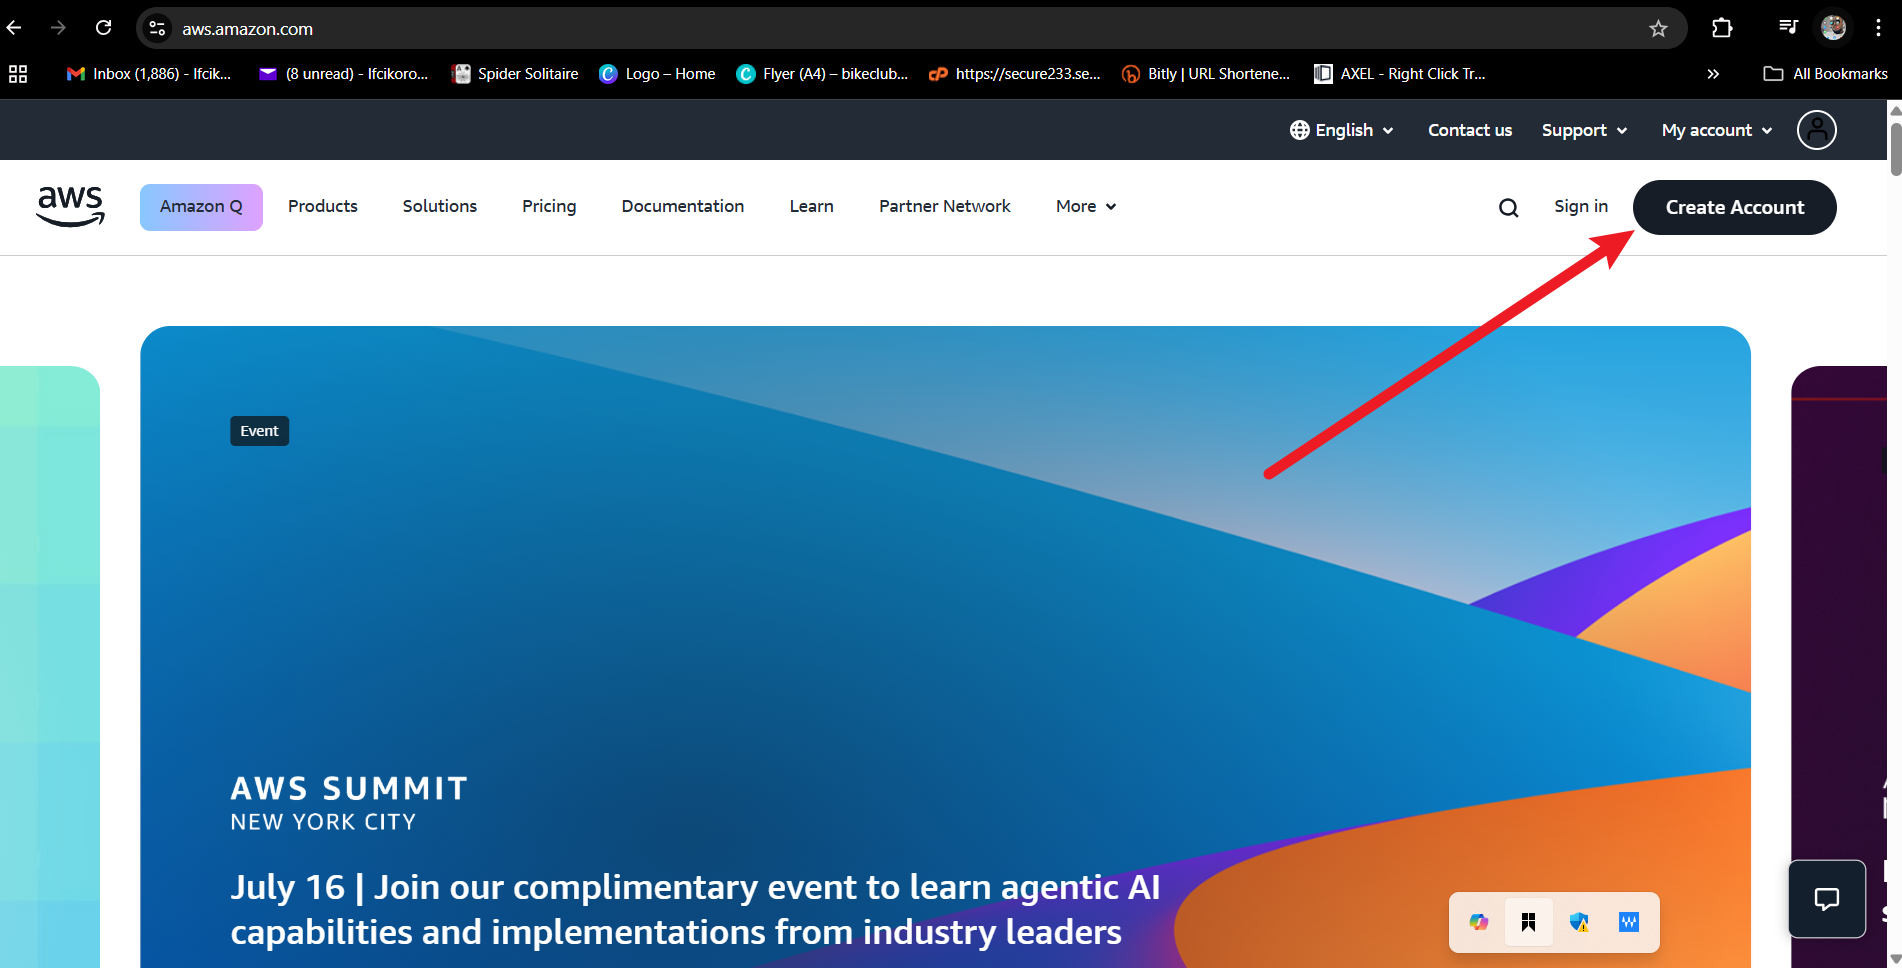 aws.amazon.com
Inbox (1,886) - Ifcik...
(8 unread) - Ifcikoro...
Spider Solitaire
Logo – Home
Flyer (A4) – bikeclub...
https://secure233.se...
Bitly | URL Shortene...
AXEL - Right Click Tr...
All Bookmarks
English
Contact us
Support
My account
aws
Amazon Q
Products
Solutions
Pricing
Documentation
Learn
Partner Network
More
Sign in
Create Account
Event
AWS SUMMIT
NEW YORK CITY
July 16 | Join our complimentary event to learn agentic AI
capabilities and implementations from industry leaders